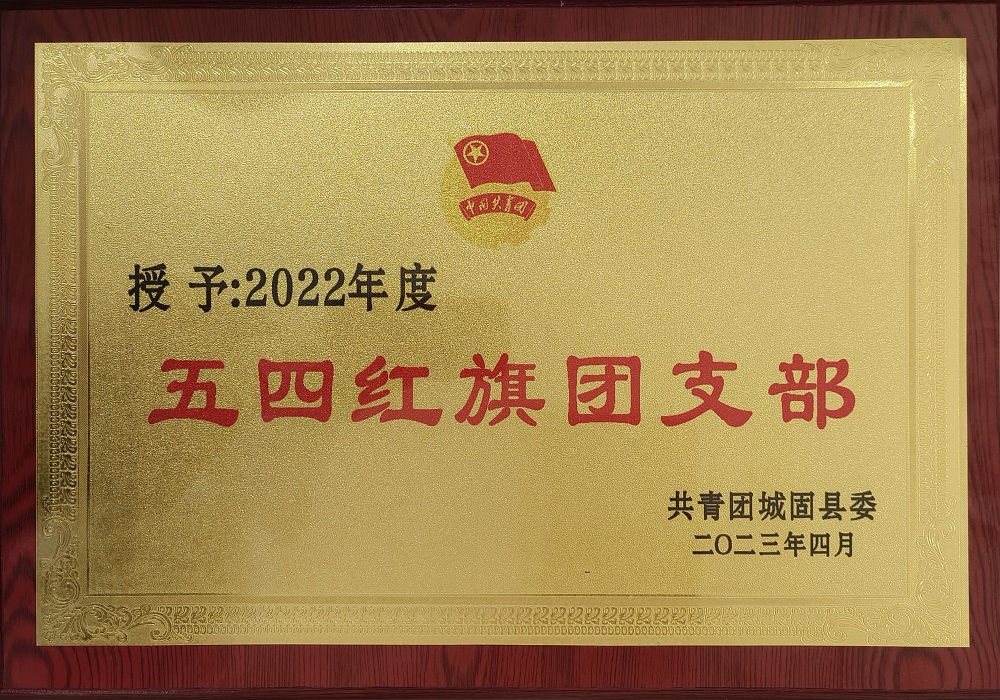 中国共青团
授 予:2022年度
五四红旗团支部
共青团城固县委
二〇二三年四月